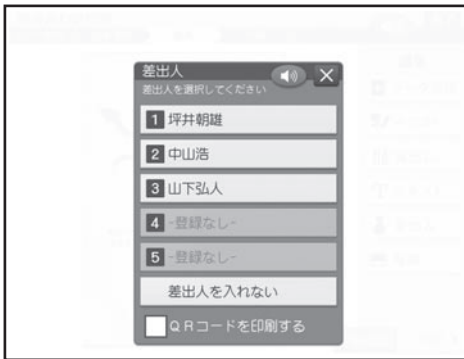 差出人
差出人を選択してください
1 坪井朝雄
2 中山浩
3 山下弘人
4 -登録なし-
5 -登録なし-
差出人を入れない
QRコードを印刷する